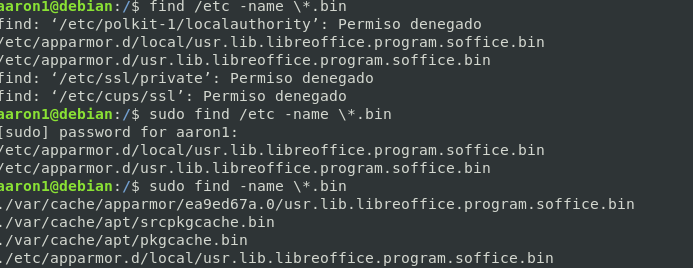 aaron1@debian:/$ find /etc -name \*.bin
find: ‘/etc/polkit-1/localauthority’: Permiso denegado
/etc/apparmor.d/local/usr.lib.libreoffice.program.soffice.bin
/etc/apparmor.d/usr.lib.libreoffice.program.soffice.bin
find: ‘/etc/ssl/private’: Permiso denegado
find: ‘/etc/cups/ssl’: Permiso denegado
aaron1@debian:/$ sudo find /etc -name \*.bin
[sudo] password for aaron1:
/etc/apparmor.d/local/usr.lib.libreoffice.program.soffice.bin
/etc/apparmor.d/usr.lib.libreoffice.program.soffice.bin
aaron1@debian:/$ sudo find -name \*.bin
./var/cache/apparmor/ea9ed67a.0/usr.lib.libreoffice.program.soffice.bin
./var/cache/apt/srcpkgcache.bin
./var/cache/apt/pkgcache.bin
./etc/apparmor.d/local/usr.lib.libreoffice.program.soffice.bin